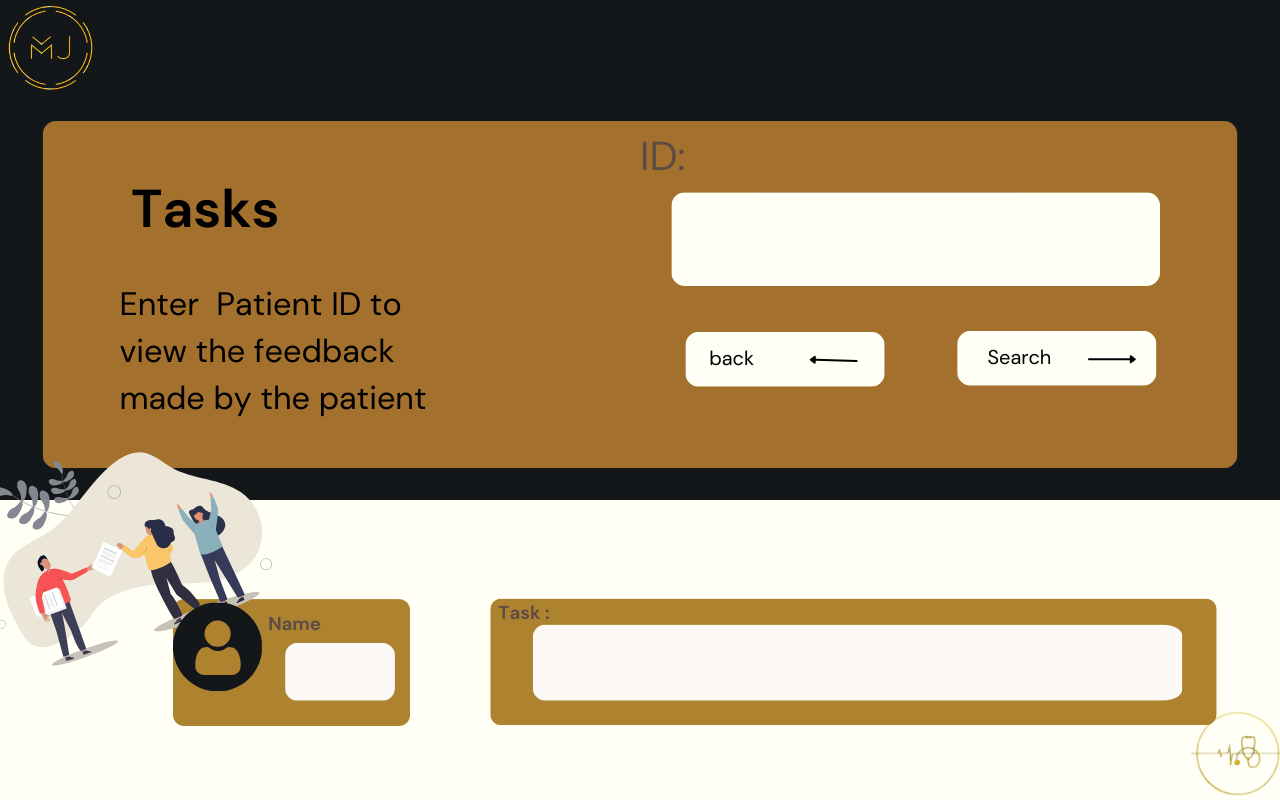 MJ
ID:
Tasks
Enter  Patient ID to
view the feedback
made by the patient
back
Search
Name
Task :